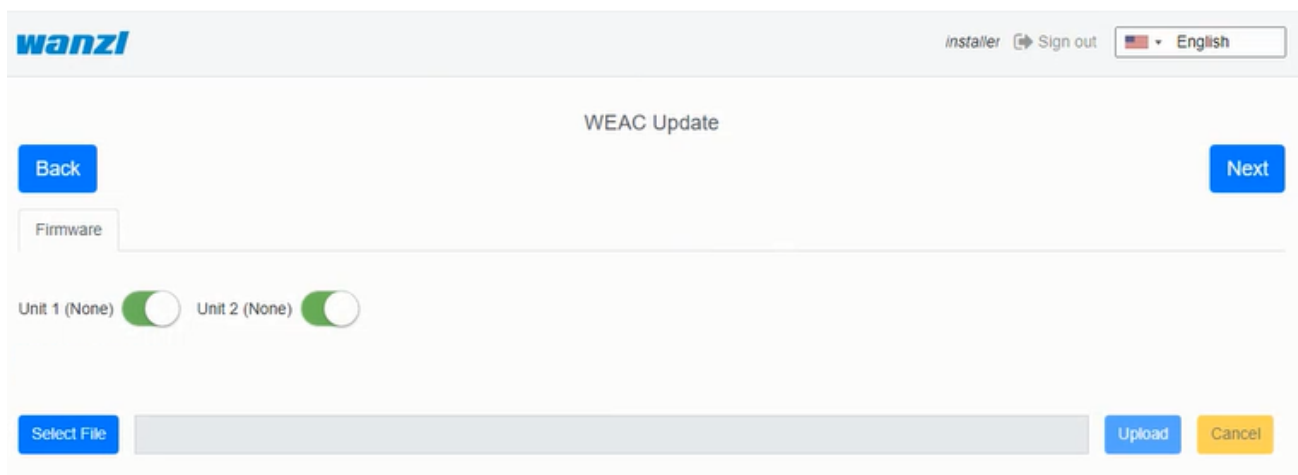 wanzl
installer Sign out English
WEAC Update
Back Next
Firmware
Unit 1 (None) Unit 2 (None)
Select File Upload Cancel